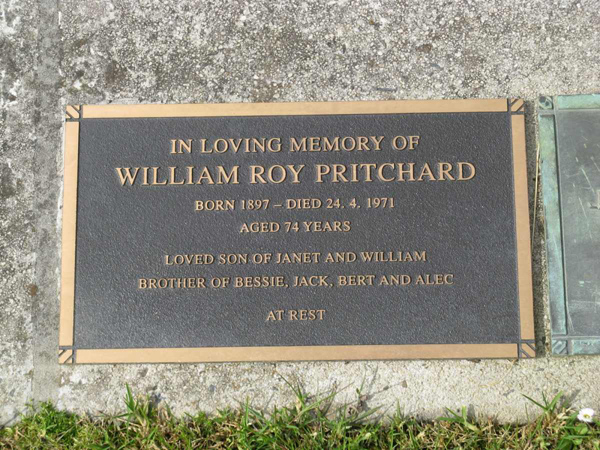 IN LOVING MEMORY OF
WILLIAM ROY PRITCHARD
BORN 1897 – DIED 24. 4. 1971
AGED 74 YEARS
LOVED SON OF JANET AND WILLIAM
BROTHER OF BESSIE, JACK, BERT AND ALEC
AT REST